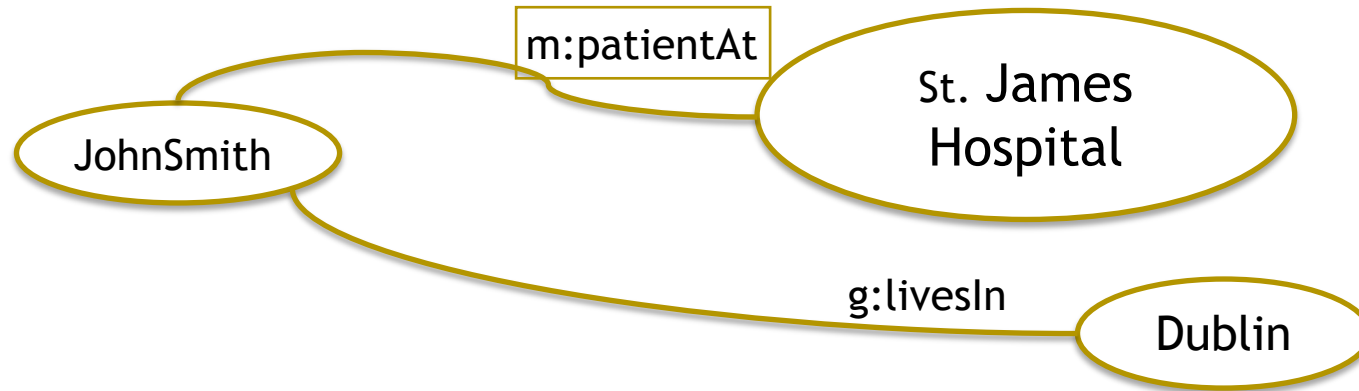 m:patientAt
St. James
Hospital
JohnSmith
g:livesIn
Dublin